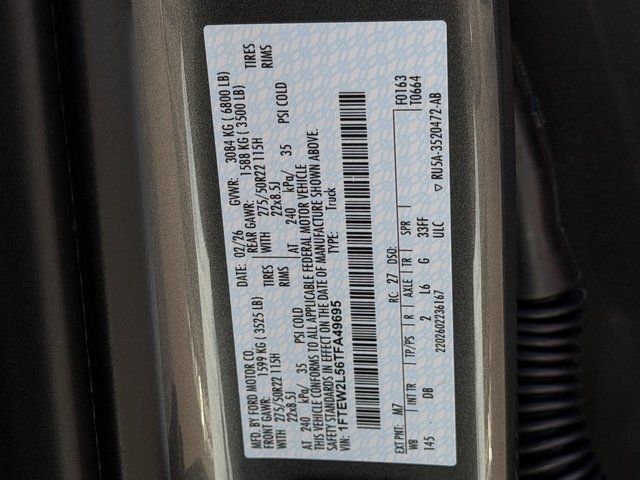 MFD. BY FORD MOTOR CO.
DATE: 02/26 GVWR: 3084 KG ( 6800 LB)
FRONT GAWR: 1599 KG ( 3525 LB) REAR GAWR: 1588 KG ( 3500 LB)
WITH 275/50R22 115H TIRES WITH 275/50R22 115H TIRES
22x8.5J RIMS 22x8.5J RIMS
AT 240 kPa/ 35 PSI COLD AT 240 kPa/ 35 PSI COLD
THIS VEHICLE CONFORMS TO ALL APPLICABLE FEDERAL MOTOR VEHICLE
SAFETY STANDARDS IN EFFECT ON THE DATE OF MANUFACTURE SHOWN ABOVE.
VIN: 1FTEW2L56TFA49695 TYPE: Truck
F0163
T0664
EXT PNT: M7 RC: 27 DSO:
WB INT TR TP/PS R AXLE TR SPR
145 DB 2 L6 G 33FF
2202602236167 ULC
▽ RU5A-3520472-AB